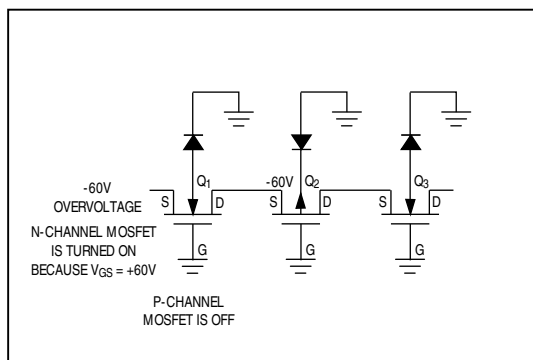 -60V
OVERVOLTAGE
N-CHANNEL MOSFET
IS TURNED ON
BECAUSE VGS = +60V
S
Q1
D
G
-60V
S
Q2
D
G
S
Q3
D
G
P-CHANNEL
MOSFET IS OFF